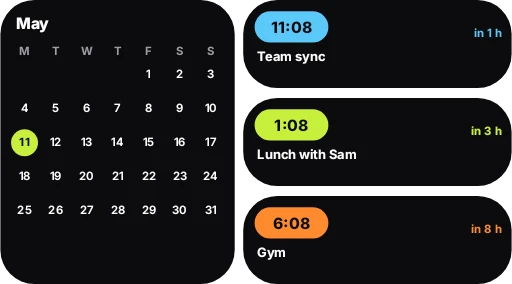 May
M T W T F S S
1 2 3
4 5 6 7 8 9 10
11 12 13 14 15 16 17
18 19 20 21 22 23 24
25 26 27 28 29 30 31
11:08
in 1 h
Team sync
1:08
in 3 h
Lunch with Sam
6:08
in 8 h
Gym